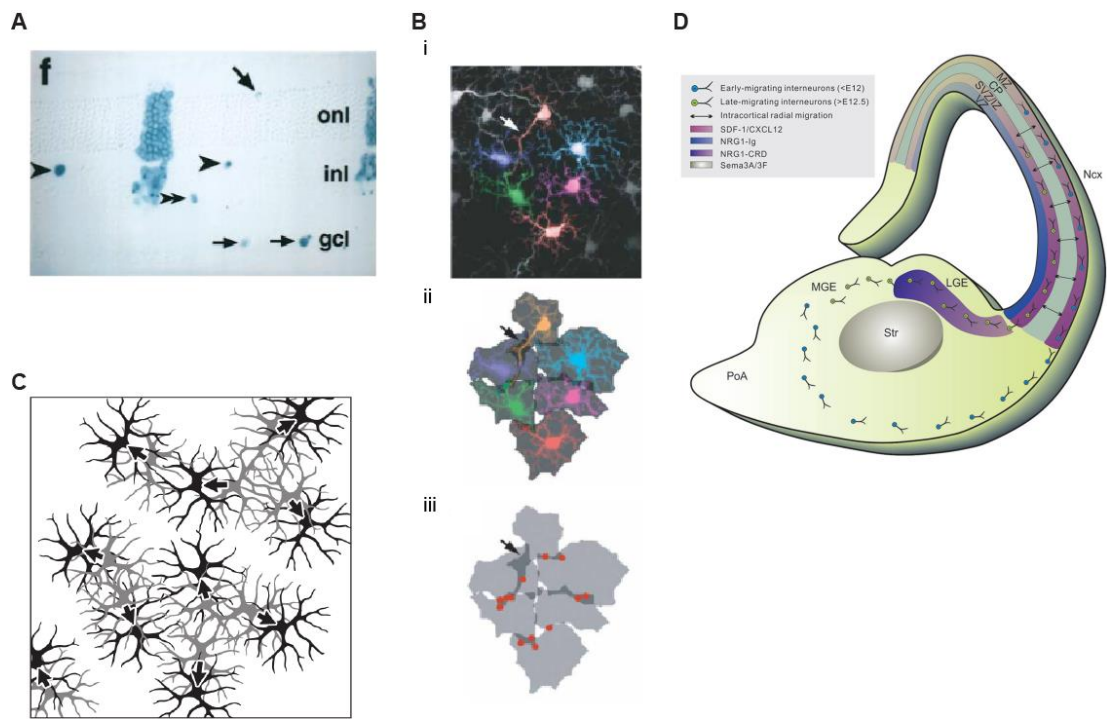 A
f
onl
inl
gcl
B
i
ii
iii
C
D
Early-migrating interneurons (<E12)
Late-migrating interneurons (>E12.5)
Intracortical radial migration
SDF-1/CXCL12
NRG1-Ig
NRG1-CRD
Sema3A/3F
MZ
CP
SVZ/IZ
VZ
Ncx
MGE
LGE
Str
PoA